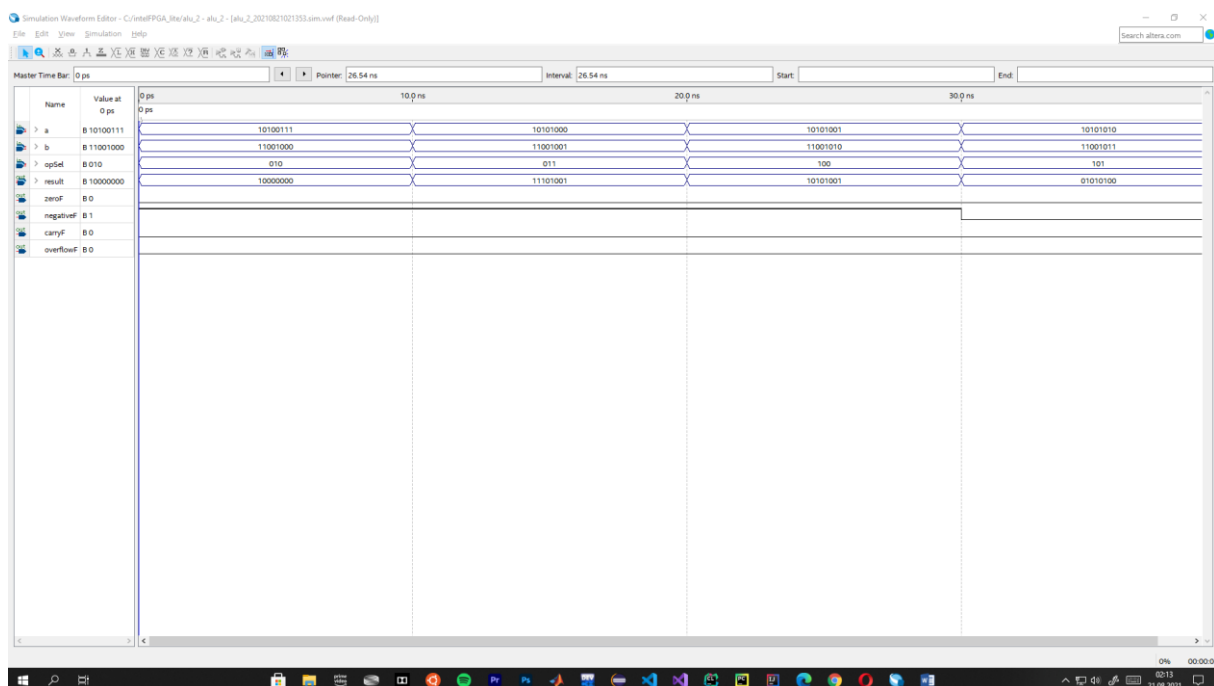 Simulation Waveform Editor - C:/intelFPGA_lite/alu_2 - alu_2 - [alu_2_20210821021353.sim.vwf (Read-Only)]
File Edit View Simulation Help
Search altera.com
Master Time Bar: 0 ps
Pointer: 26.54 ns
Interval: 26.54 ns
Start:
End:
Name
Value at
0 ps
0 ps 10.0 ns 20.0 ns 30.0 ns
0 ps
> a B 10100111 10100111 10101000 10101001 10101010
> b B 11001000 11001000 11001001 11001010 11001011
> opSel B 010 010 011 100 101
> result B 10000000 10000000 11101001 10101001 01010100
zeroF B 0
negativeF B 1
carryF B 0
overflowF B 0
0% 00:00:0
02:13
21.08.2021